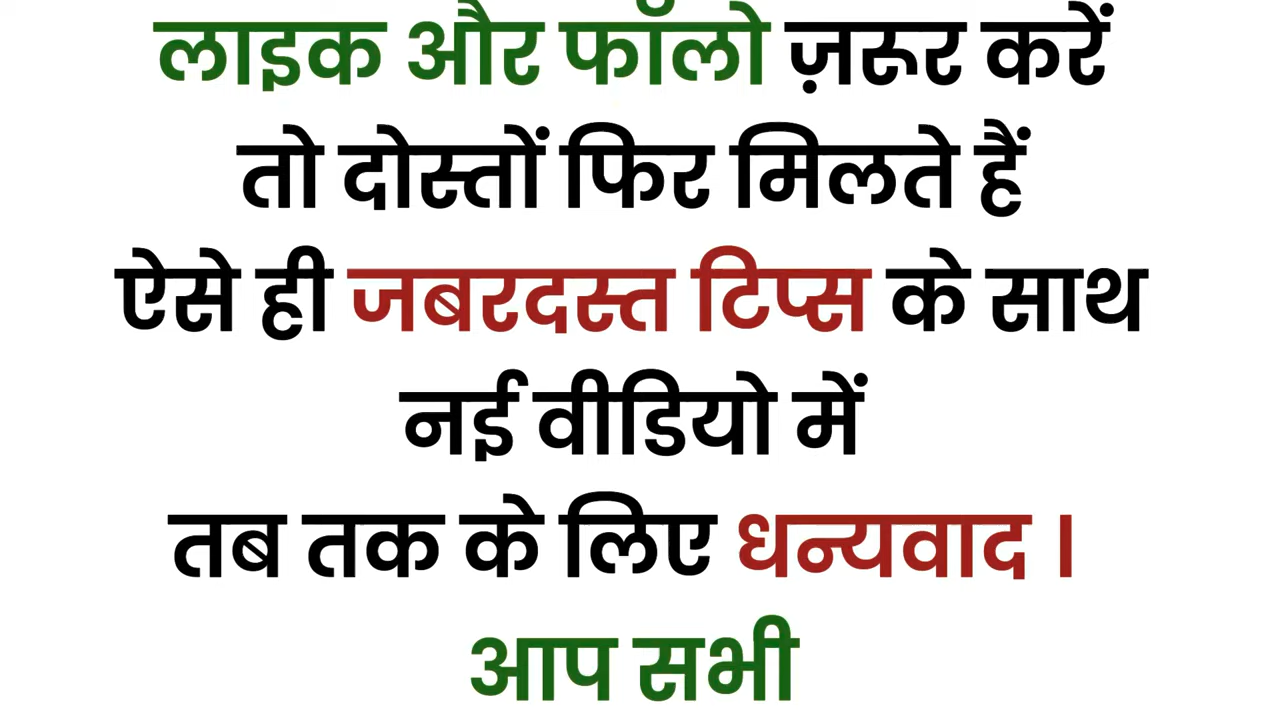 लाइक और फॉलो ज़रूर करें
तो दोस्तों फिर मिलते हैं
ऐसे ही जबरदस्त टिप्स के साथ
नई वीडियो में
तब तक के लिए धन्यवाद ।
आप सभी